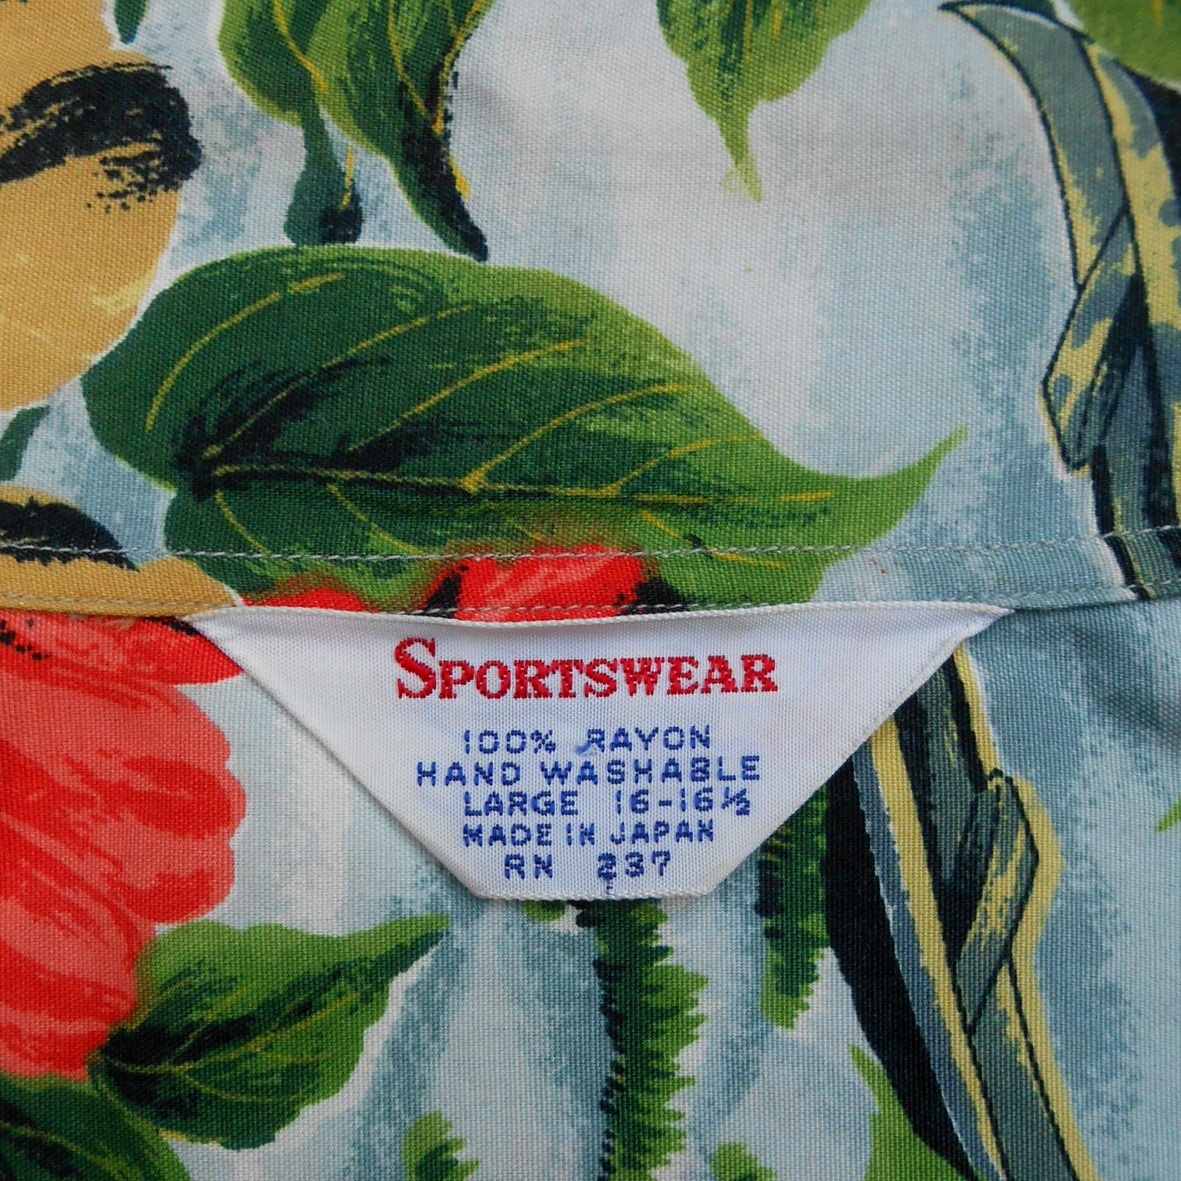 SPORTSWEAR
100% RAYON
HAND WASHABLE
LARGE 16-16½
MADE IN JAPAN
RN 237